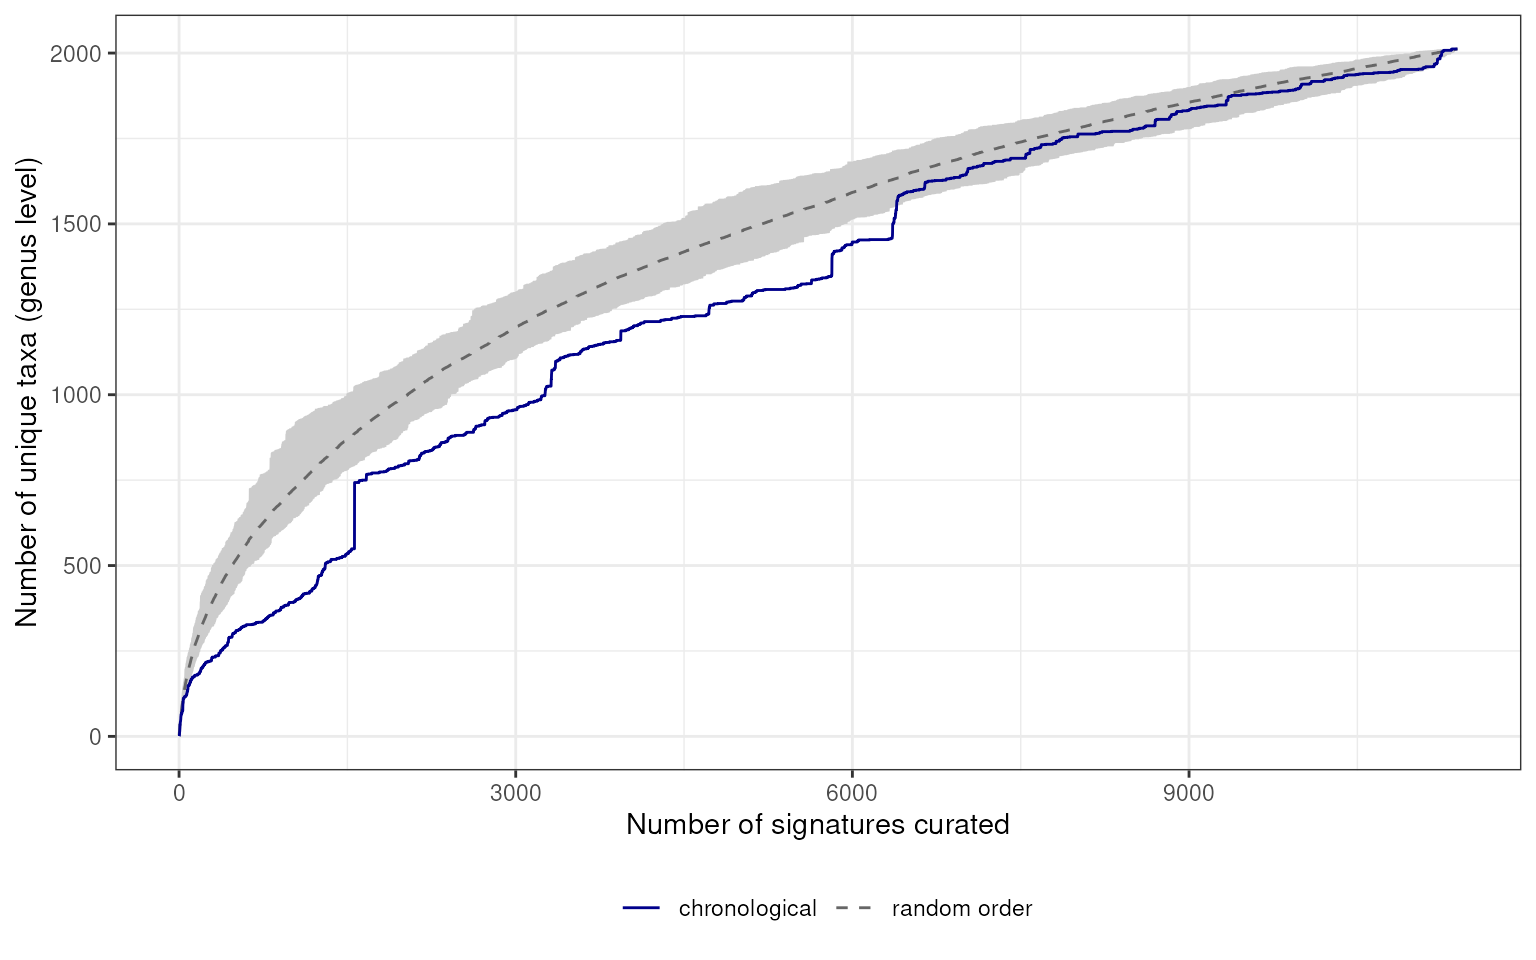 Number of unique taxa (genus level)
2000
1500
1000
500
0
0 3000 6000 9000
Number of signatures curated
chronological random order